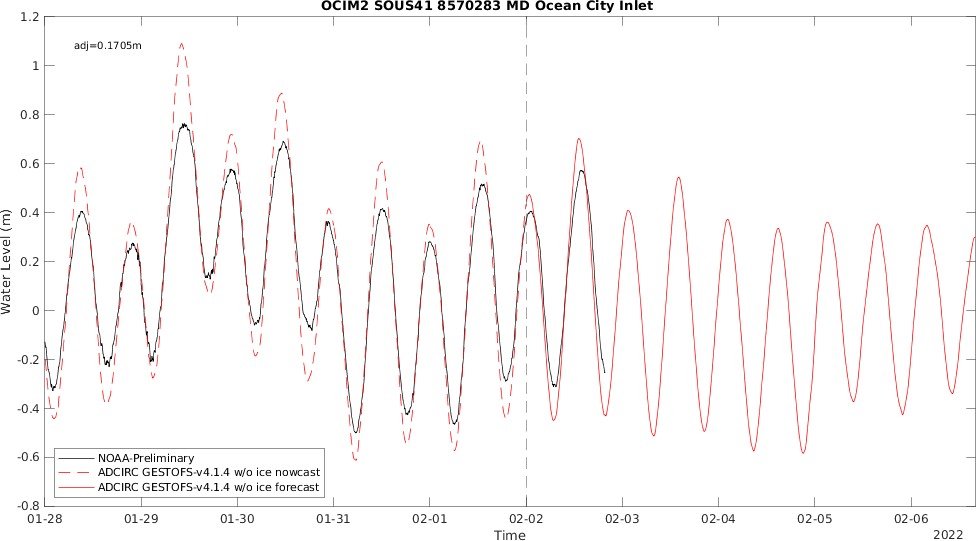 OCIM2 SOUS41 8570283 MD Ocean City Inlet
adj=0.1705m
1.2
1
0.8
0.6
0.4
0.2
0
-0.2
-0.4
-0.6
-0.8
Water Level (m)
NOAA-Preliminary
ADCIRC GESTOFS-v4.1.4 w/o ice nowcast
ADCIRC GESTOFS-v4.1.4 w/o ice forecast
01-28 01-29 01-30 01-31 02-01 02-02 02-03 02-04 02-05 02-06
Time
2022